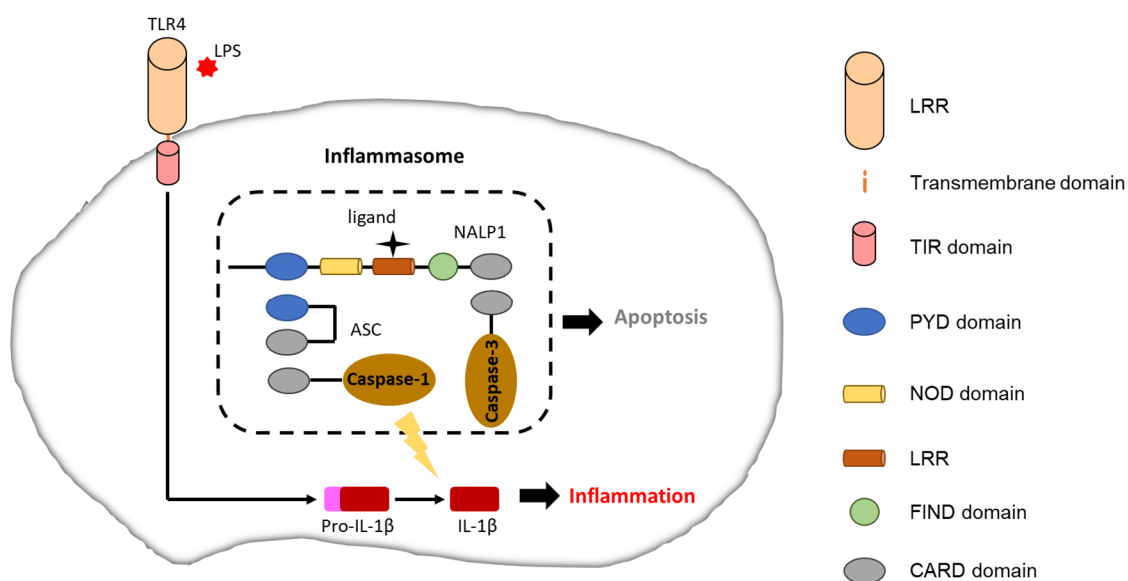 TLR4
LPS
Inflammasome
ligand
NALP1
ASC
Caspase-1
Caspase-3
Apoptosis
Pro-IL-1β
IL-1β
Inflammation
LRR
Transmembrane domain
TIR domain
PYD domain
NOD domain
LRR
FIND domain
CARD domain